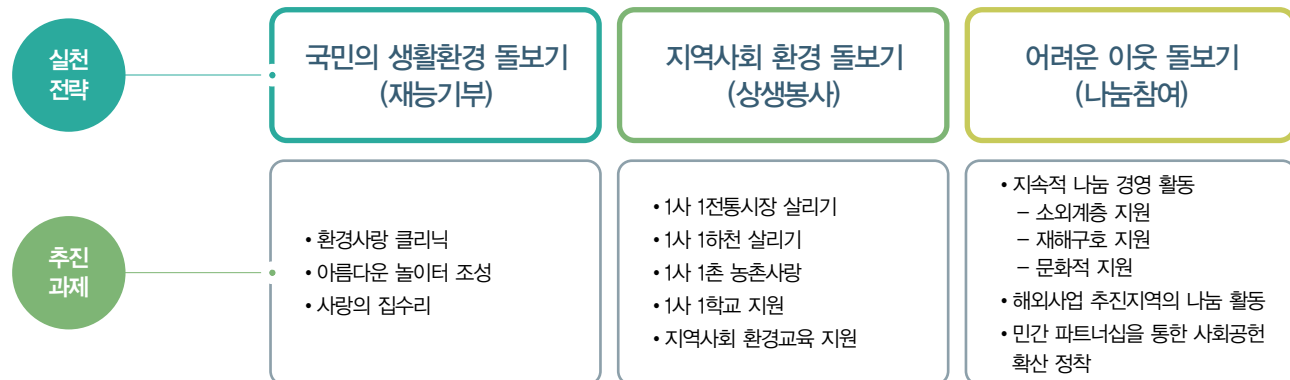 실천
전략
국민의 생활환경 돌보기
(재능기부)
지역사회 환경 돌보기
(상생봉사)
어려운 이웃 돌보기
(나눔참여)
추진
과제
• 환경사랑 클리닉
• 아름다운 놀이터 조성
• 사랑의 집수리
• 1사 1전통시장 살리기
• 1사 1하천 살리기
• 1사 1촌 농촌사랑
• 1사 1학교 지원
• 지역사회 환경교육 지원
• 지속적 나눔 경영 활동
– 소외계층 지원
– 재해구호 지원
– 문화적 지원
• 해외사업 추진지역의 나눔 활동
• 민간 파트너십을 통한 사회공헌
확산 정착